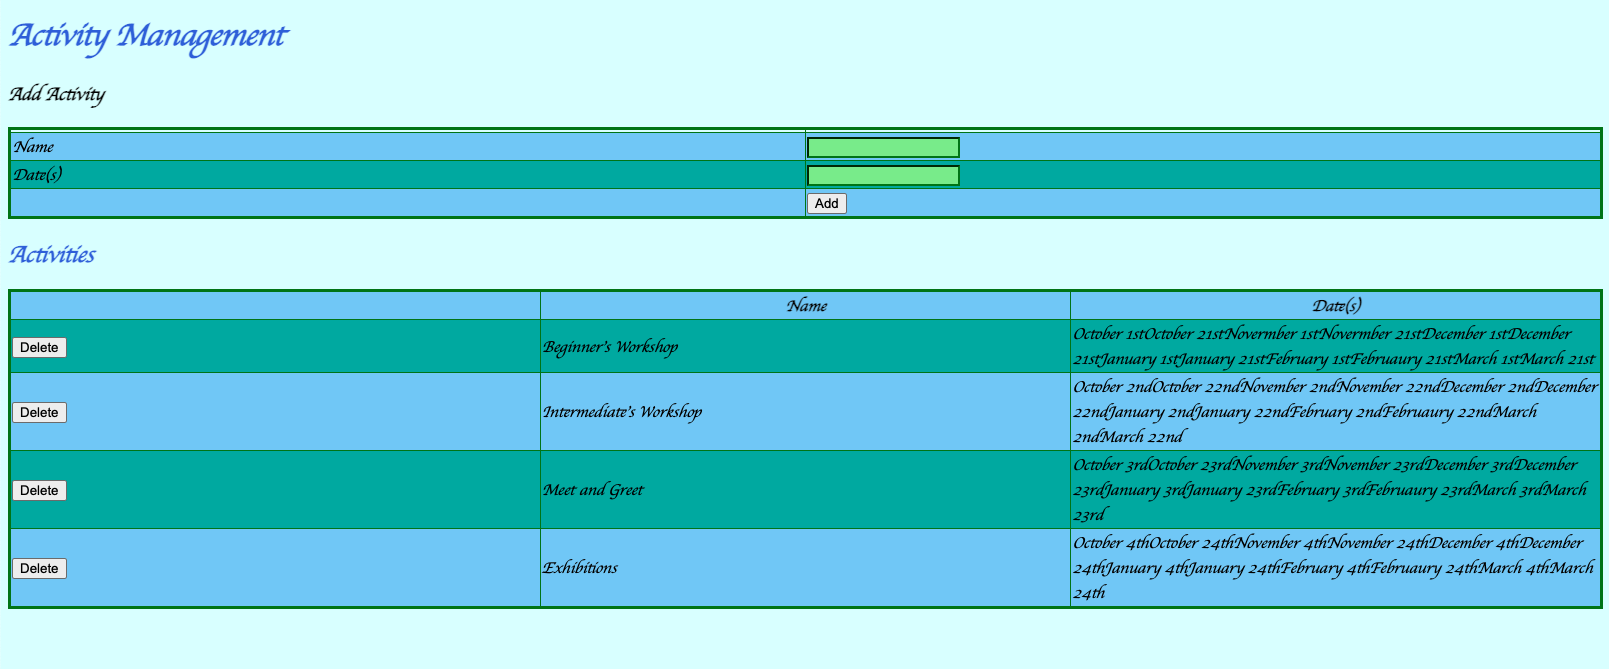 Activity Management
Add Activity
Name
Date(s)
Add
Activities
Name Date(s)
Delete Beginner's Workshop October 1stOctober 21stNovermber 1stNovermber 21stDecember 1stDecember
21stJanuary 1stJanuary 21stFebruary 1stFebruaury 21stMarch 1stMarch 21st
Delete Intermediate's Workshop October 2ndOctober 22ndNovember 2ndNovember 22ndDecember 2ndDecember
22ndJanuary 2ndJanuary 22ndFebruary 2ndFebruaury 22ndMarch
2ndMarch 22nd
Delete Meet and Greet October 3rdOctober 23rdNovember 3rdNovember 23rdDecember 3rdDecember
23rdJanuary 3rdJanuary 23rdFebruary 3rdFebruaury 23rdMarch 3rdMarch
23rd
Delete Exhibitions October 4thOctober 24thNovember 4thNovember 24thDecember 4thDecember
24thJanuary 4thJanuary 24thFebruary 4thFebruaury 24thMarch 4thMarch
24th